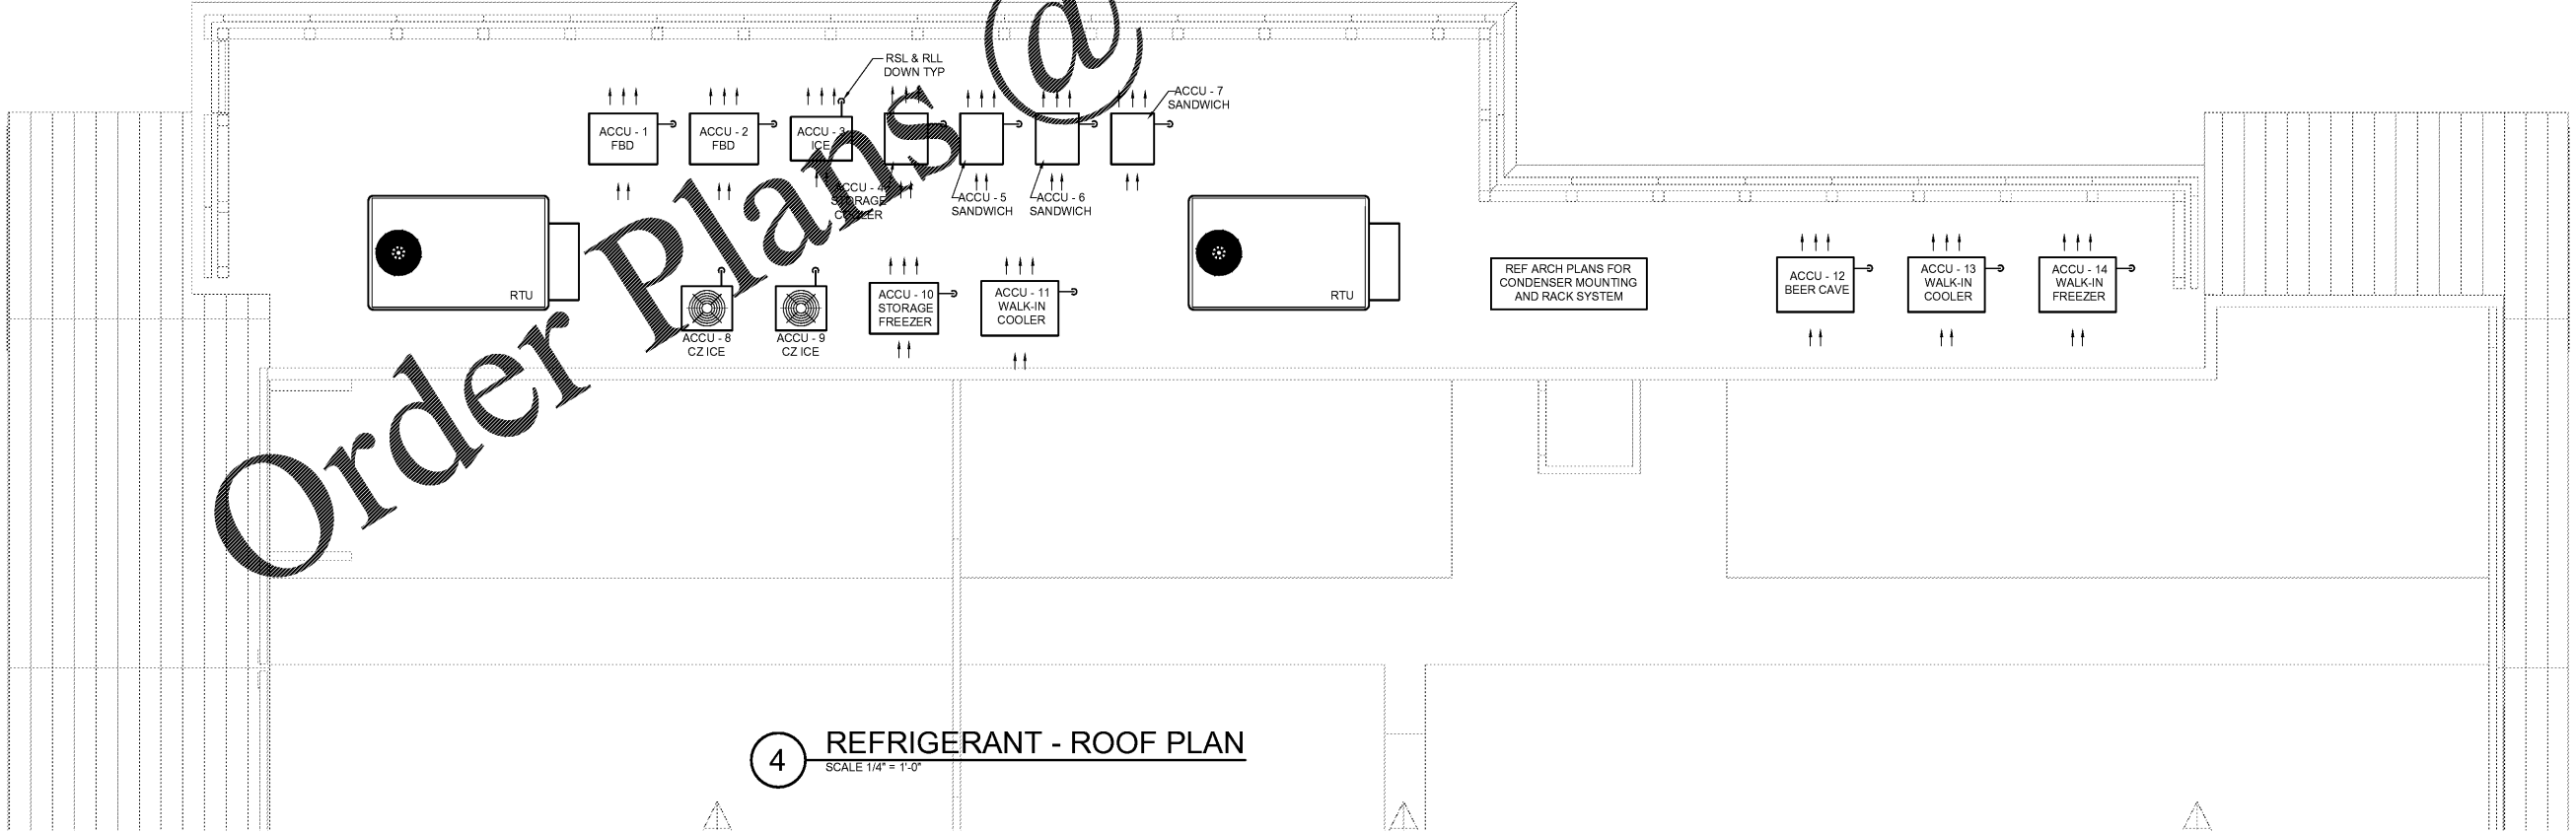 RSL & RLL
DOWN TYP
ACCU - 1
FBD
ACCU - 2
FBD
ACCU - 3
ICE
ACCU - 4
STORAGE
COOLER
ACCU - 5
SANDWICH
ACCU - 6
SANDWICH
ACCU - 7
SANDWICH
RTU
ACCU - 8
CZ ICE
ACCU - 9
CZ ICE
ACCU - 10
STORAGE
FREEZER
ACCU - 11
WALK-IN
COOLER
RTU
REF ARCH PLANS FOR
CONDENSER MOUNTING
AND RACK SYSTEM
ACCU - 12
BEER CAVE
ACCU - 13
WALK-IN
COOLER
ACCU - 14
WALK-IN
FREEZER
Order Plans @
4
REFRIGERANT - ROOF PLAN
SCALE 1/4" = 1'-0"